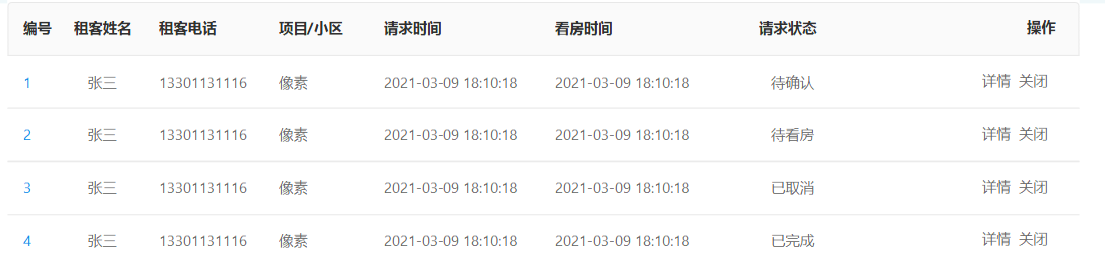 编号 租客姓名 租客电话 项目/小区 请求时间 看房时间 请求状态 操作
1 张三 13301131116 像素 2021-03-09 18:10:18 2021-03-09 18:10:18 待确认 详情 关闭
2 张三 13301131116 像素 2021-03-09 18:10:18 2021-03-09 18:10:18 待看房 详情 关闭
3 张三 13301131116 像素 2021-03-09 18:10:18 2021-03-09 18:10:18 已取消 详情 关闭
4 张三 13301131116 像素 2021-03-09 18:10:18 2021-03-09 18:10:18 已完成 详情 关闭